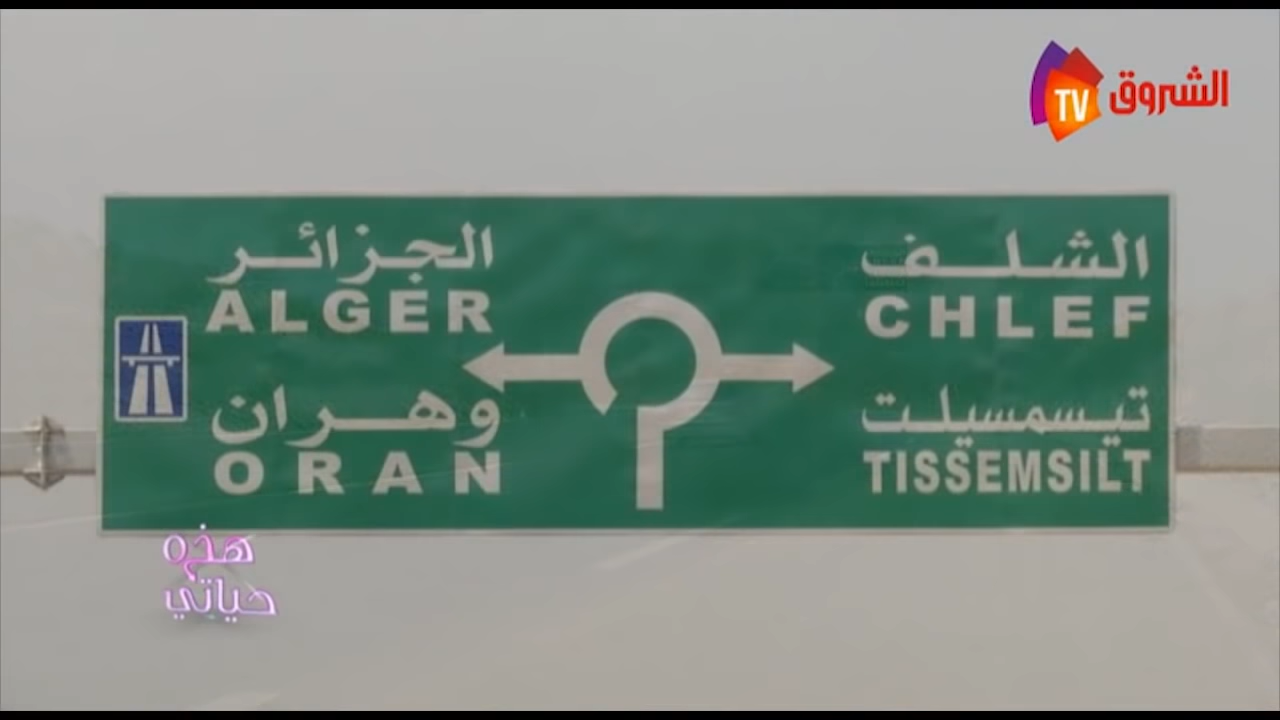 الشروق TV
الجزائر
ALGER
وهران
ORAN
الشلف
CHLEF
تيسمسيلت
TISSEMSILT
هذه
حياتي